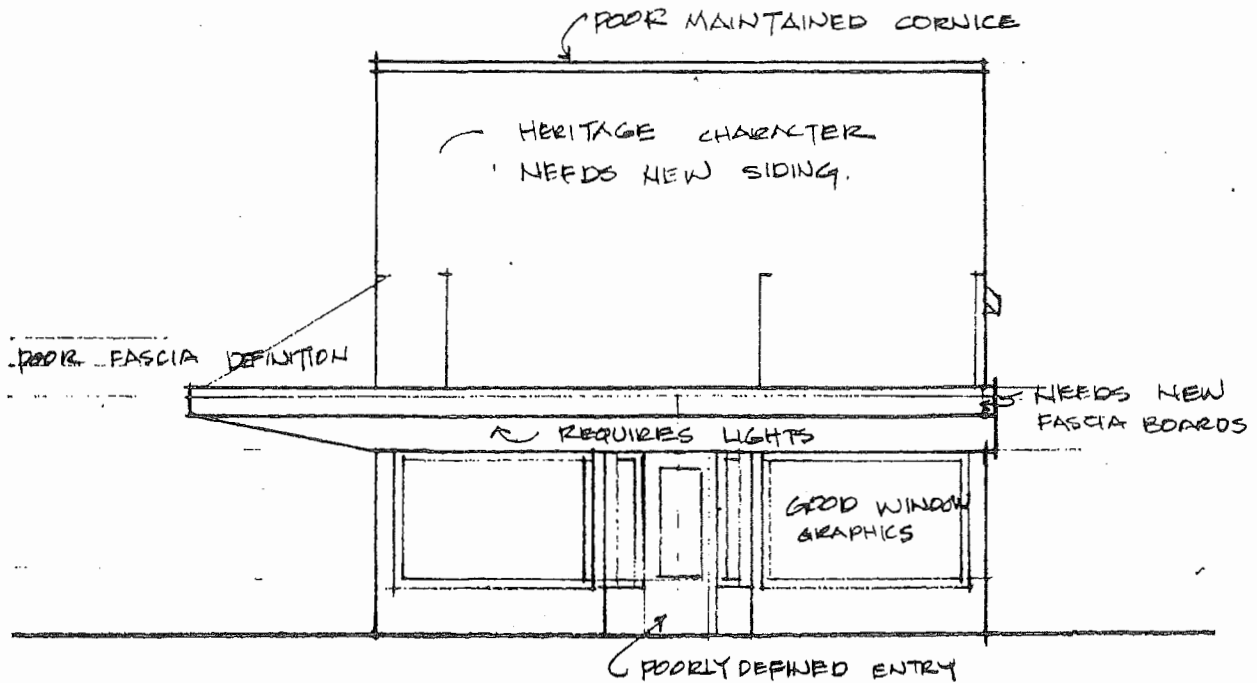 POOR MAINTAINED CORNICE
HERITAGE CHARACTER
NEEDS NEW SIDING.
POOR FASCIA DEFINITION
NEEDS NEW
FASCIA BOARDS
REQUIRES LIGHTS
GOOD WINDOW
GRAPHICS
POORLY DEFINED ENTRY